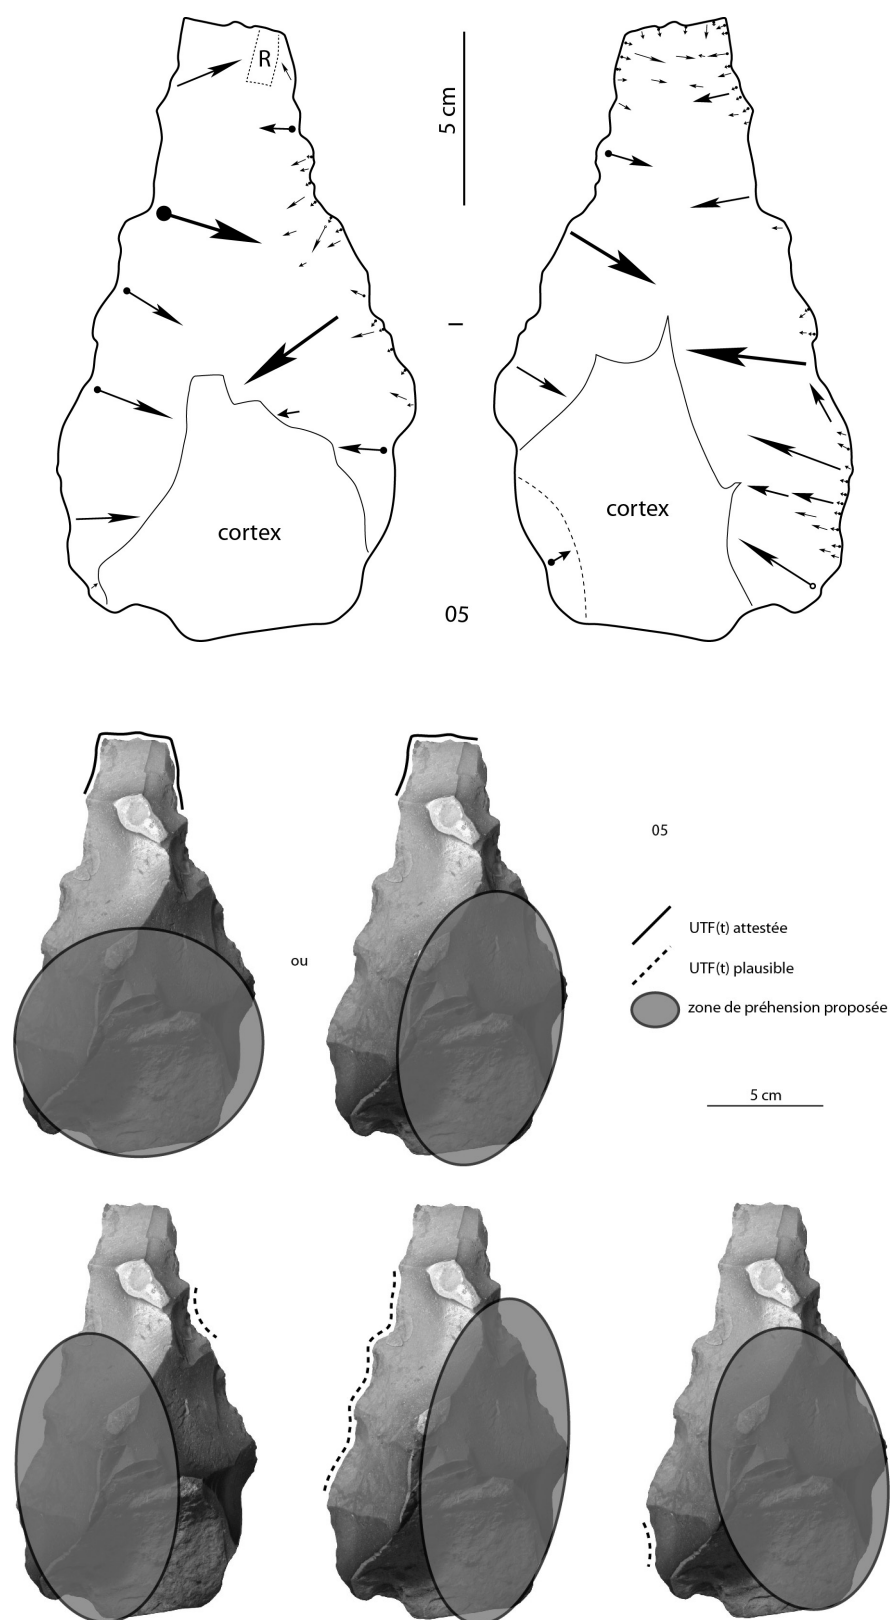 R
5 cm
cortex
cortex
05
05
ou
UTF(t) attestée
UTF(t) plausible
zone de préhension proposée
5 cm